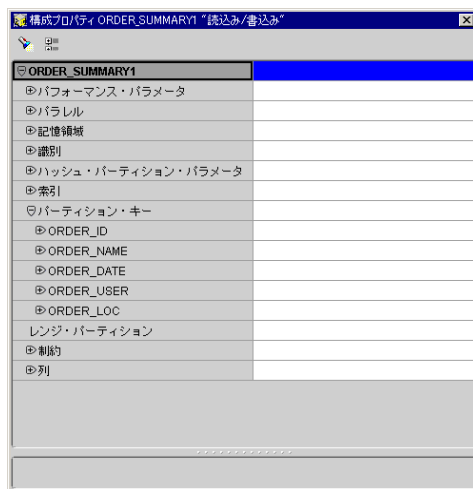 構成プロパティ ORDER_SUMMARY1 "読込み/書込み"
ORDER_SUMMARY1
パフォーマンス・パラメータ
パラレル
記憶領域
識別
ハッシュ・パーティション・パラメータ
索引
パーティション・キー
ORDER_ID
ORDER_NAME
ORDER_DATE
ORDER_USER
ORDER_LOC
レンジ・パーティション
制約
列